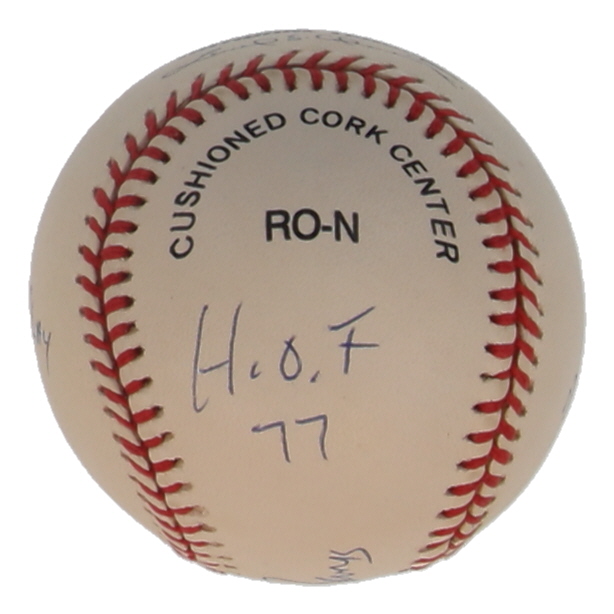 CUSHIONED CORK CENTER
RO-N
H.O.F
77